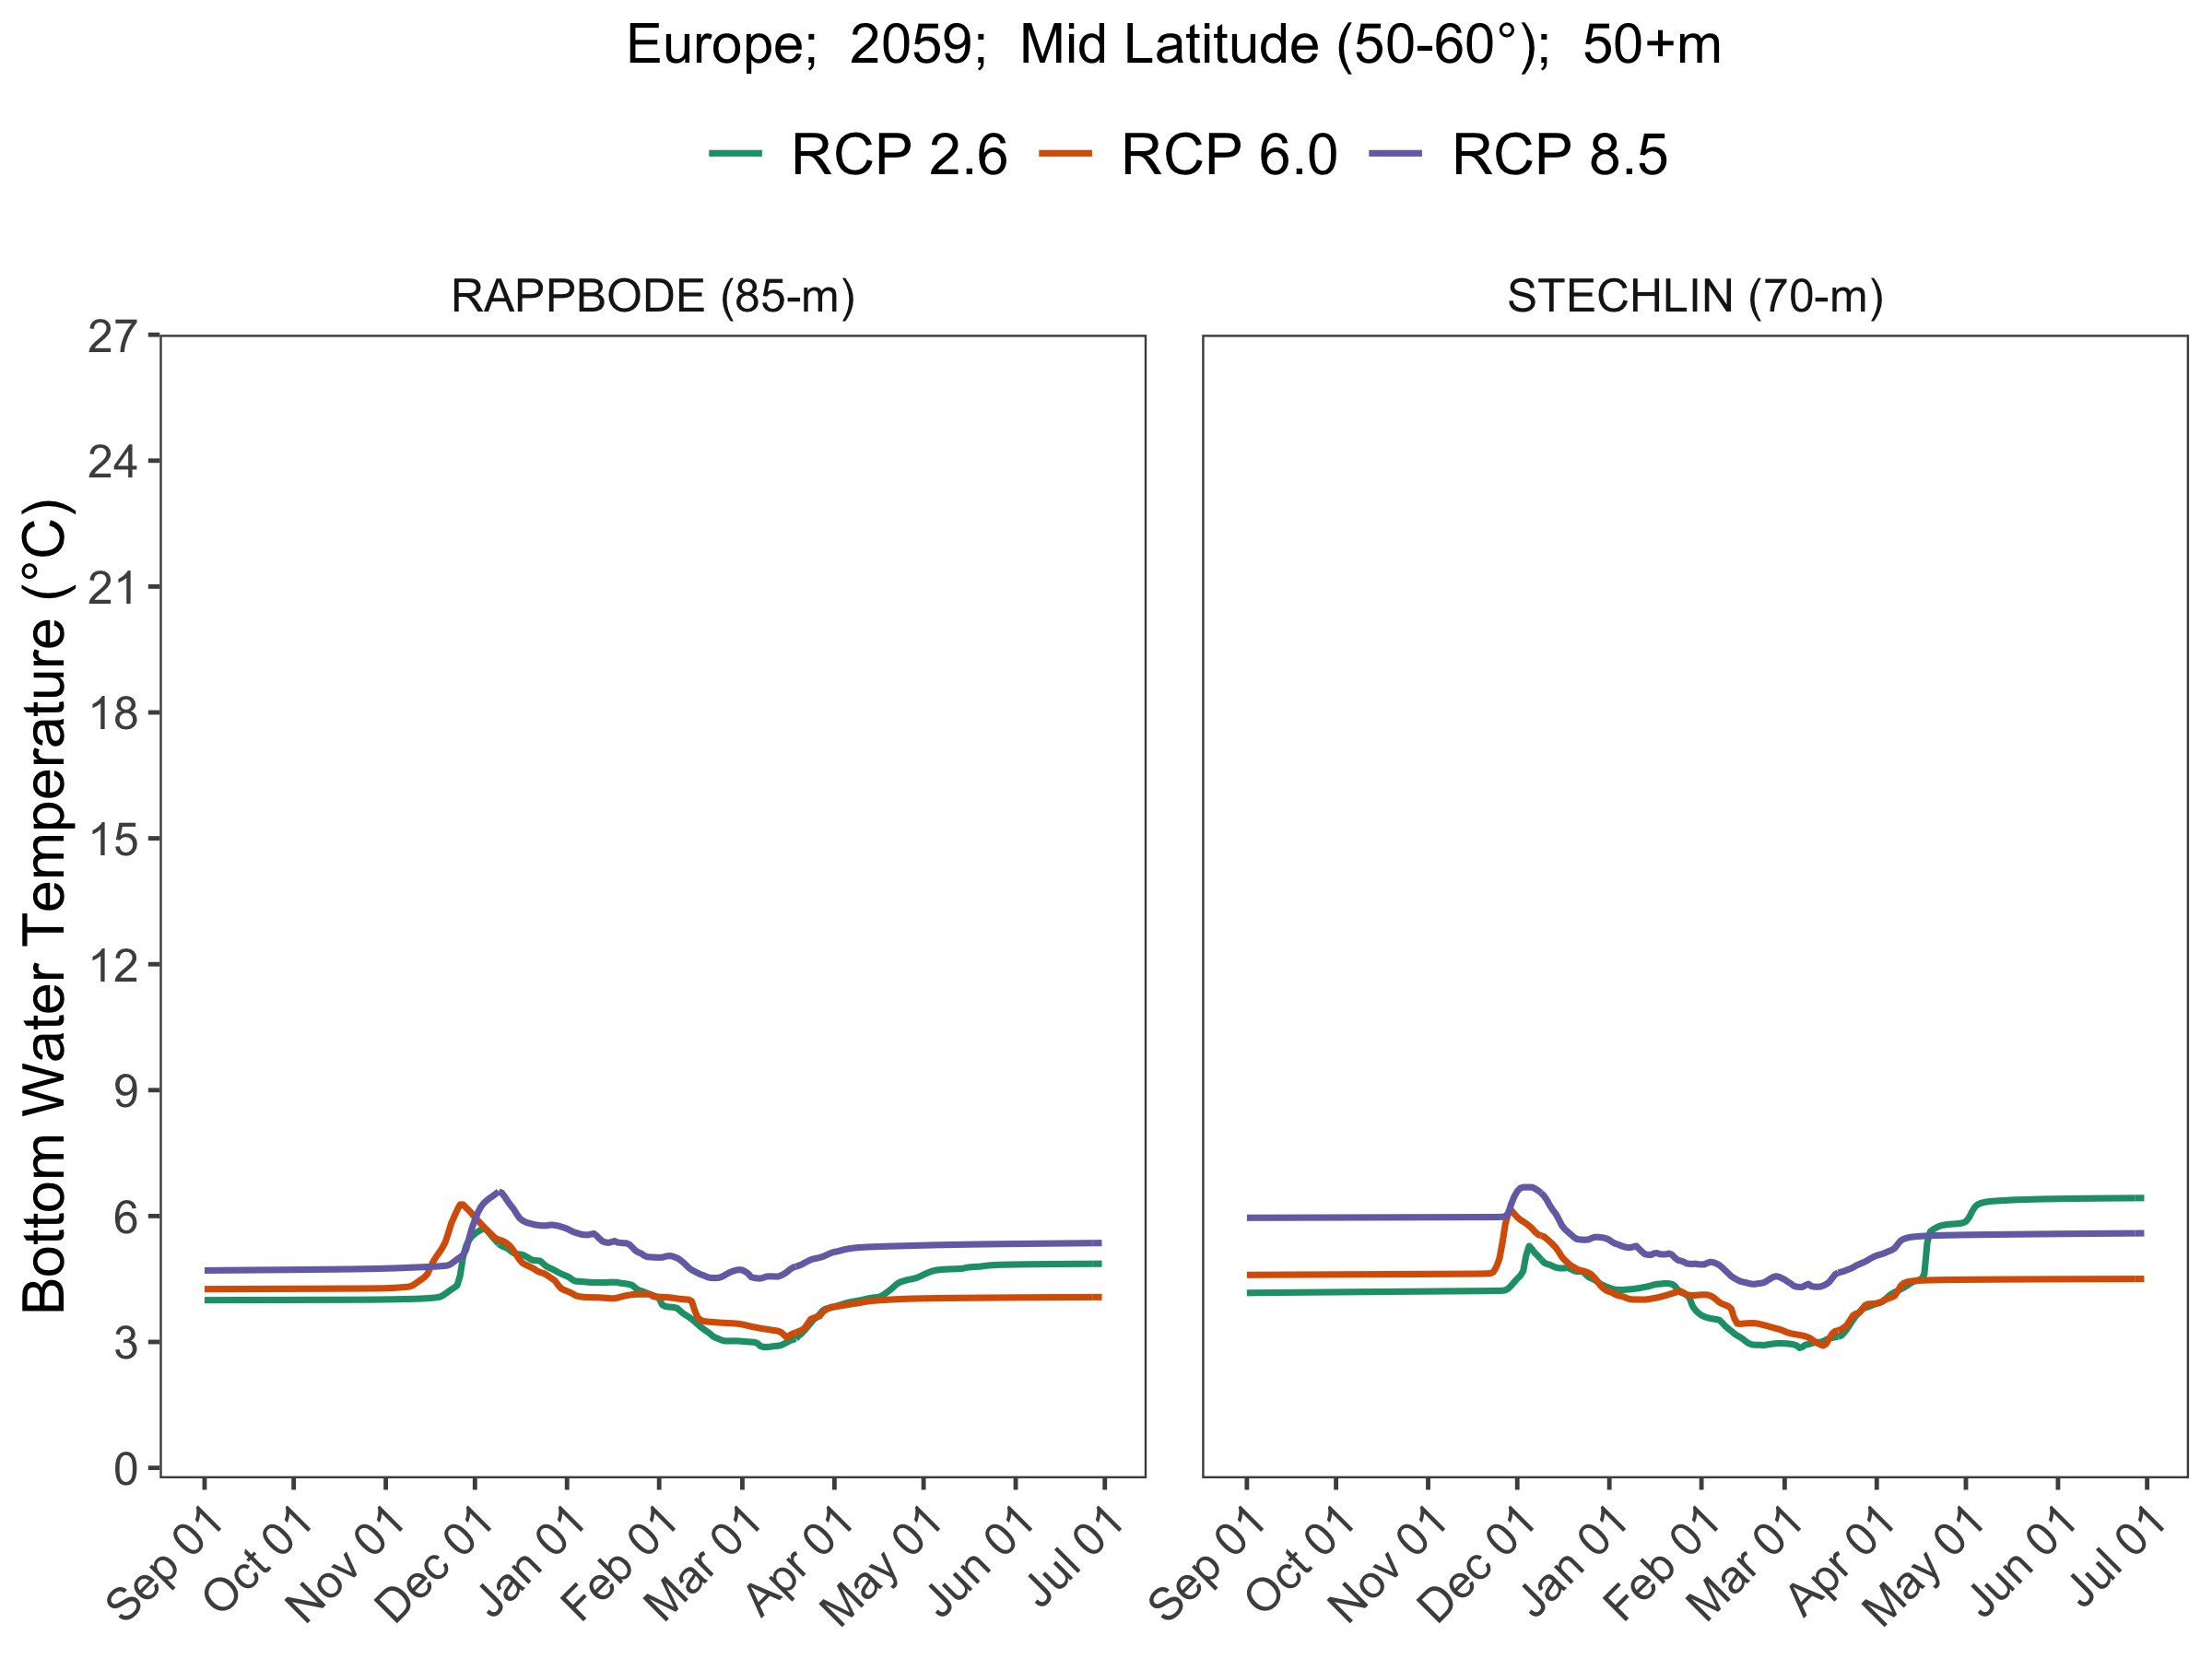 Europe;  2059;  Mid Latitude (50-60°);  50+m
RCP 2.6 RCP 6.0 RCP 8.5
RAPPBODE (85-m) STECHLIN (70-m)
Bottom Water Temperature (°C)
27
24
21
18
15
12
9
6
3
0
Sep 01 Oct 01 Nov 01 Dec 01 Jan 01 Feb 01 Mar 01 Apr 01 May 01 Jun 01 Jul 01 Sep 01 Oct 01 Nov 01 Dec 01 Jan 01 Feb 01 Mar 01 Apr 01 May 01 Jun 01 Jul 01